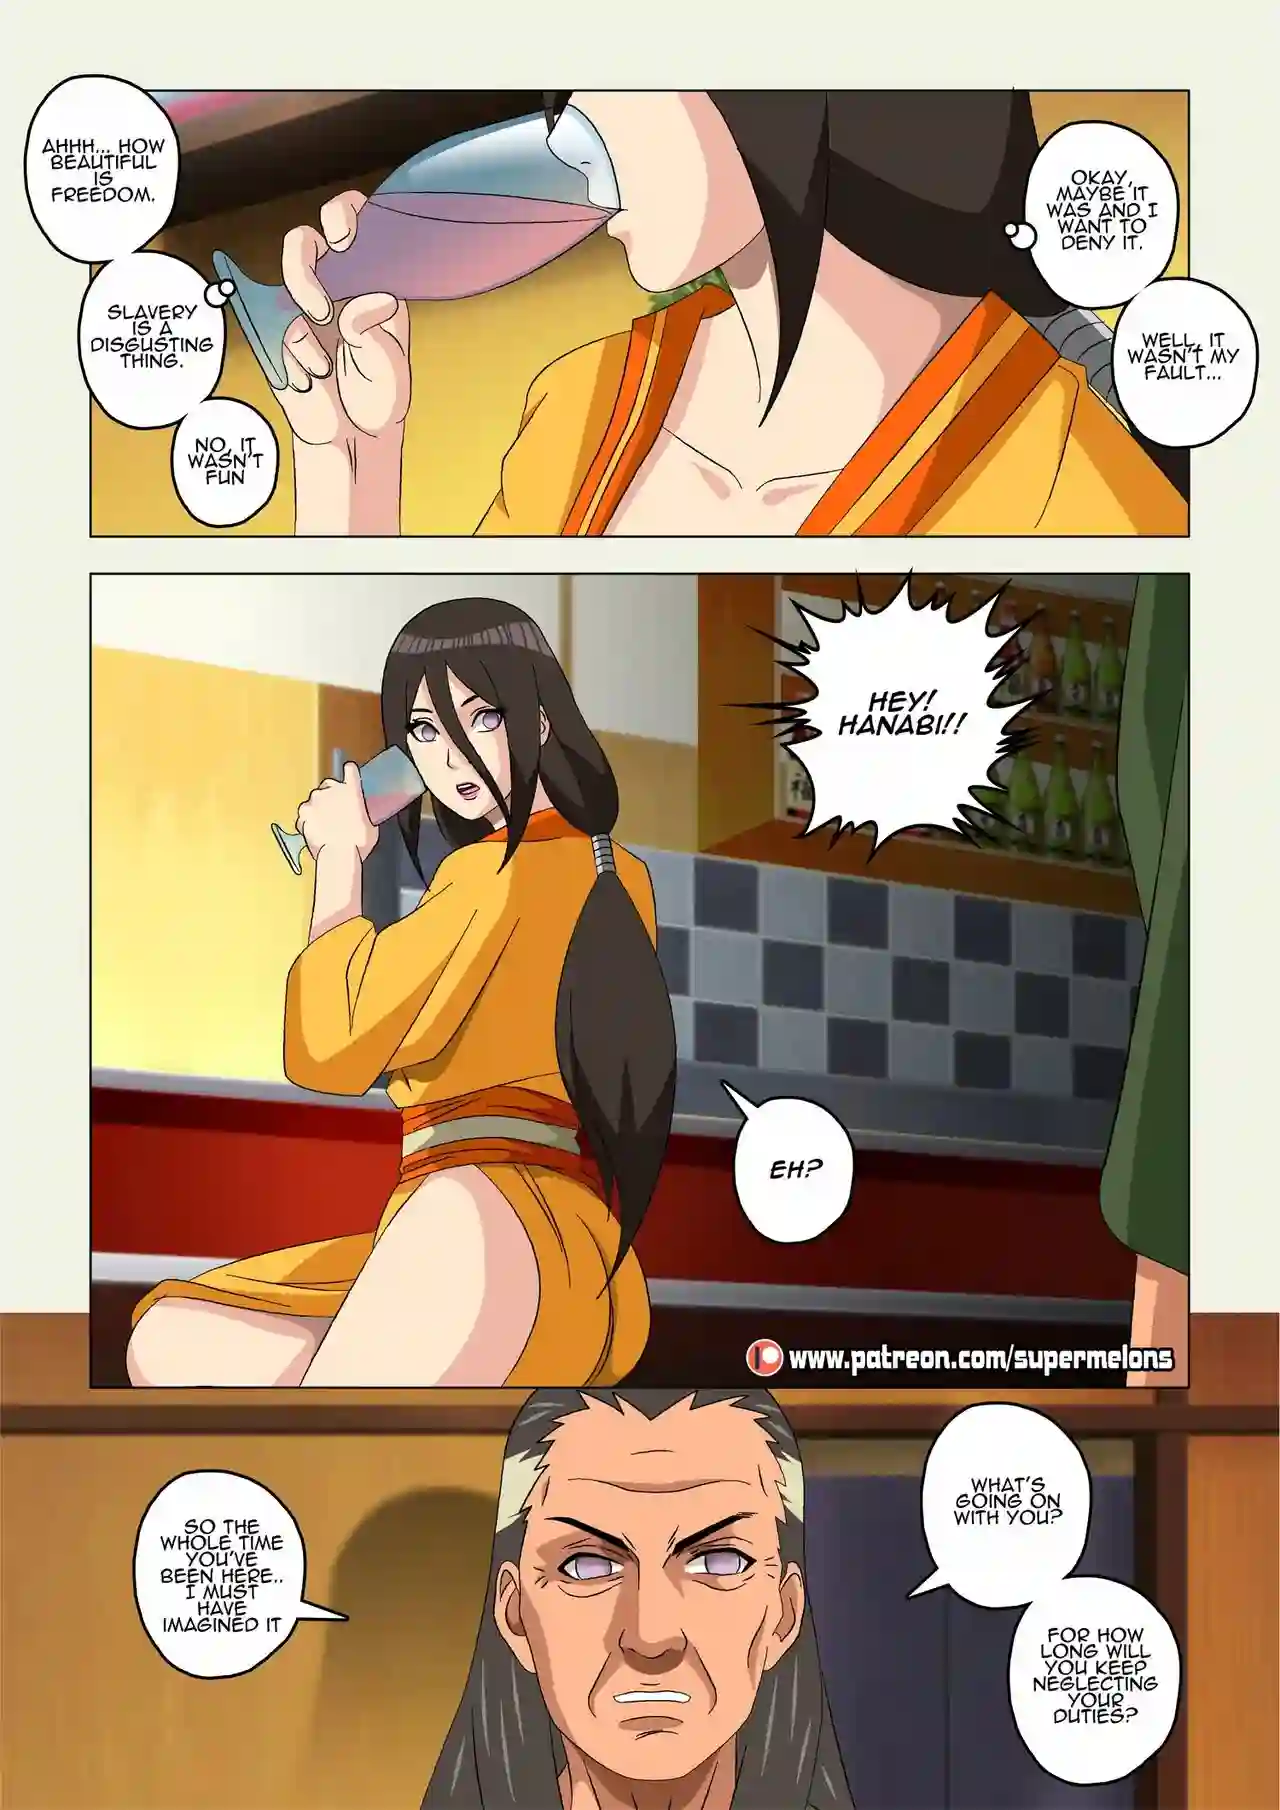 AHHH... HOW
BEAUTIFUL
IS
FREEDOM.
SLAVERY
IS A
DISGUSTING
THING.
NO, IT
WASN'T
FUN
OKAY,
MAYBE IT
WAS AND I
WANT TO
DENY IT.
WELL, IT
WASN'T MY
FAULT...
HEY!
HANABI!!
EH?
www.patreon.com/supermelons
SO THE
WHOLE TIME
YOU'VE
BEEN HERE..
I MUST
HAVE
IMAGINED IT
WHAT'S
GOING ON
WITH YOU?
FOR HOW
LONG WILL
YOU KEEP
NEGLECTING
YOUR
DUTIES?